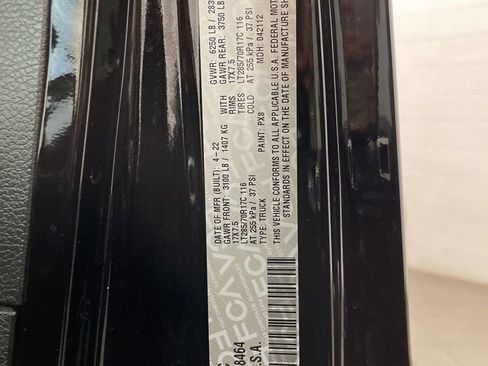 DATE OF MFR (BUILT): 4-22 GVWR: 6250 LB / 283
GAWR FRONT: 3100 LB / 1407 KG WITH GAWR REAR: 3750 LB
17X7.5 RIMS 17X7.5
LT285/70R17C 116 TIRES LT285/70R17C 116
AT 255 kPa / 37 PSI COLD AT 255 kPa / 37 PSI
TYPE: TRUCK PAINT: PX8 MDH: 042112
THIS VEHICLE CONFORMS TO ALL APPLICABLE U.S.A. FEDERAL MOT
STANDARDS IN EFFECT ON THE DATE OF MANUFACTURE SH
8464
.S.A.